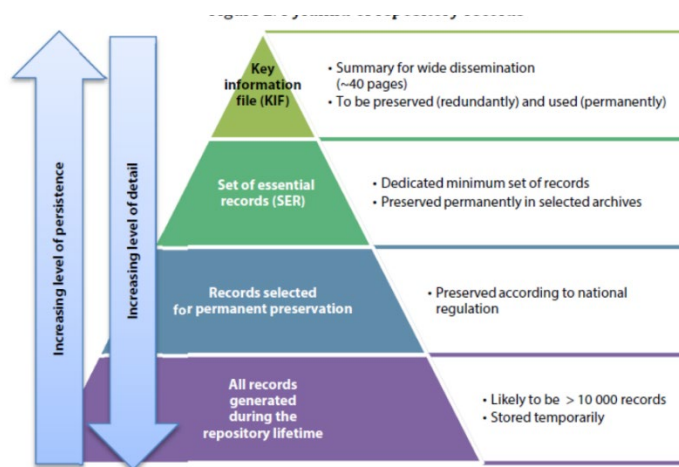 Increasing level of persistence
Increasing level of detail
Key
information
file (KIF)
• Summary for wide dissemination
(~40 pages)
• To be preserved (redundantly) and used (permanently)
Set of essential
records (SER)
• Dedicated minimum set of records
• Preserved permanently in selected archives
Records selected
for permanent preservation
• Preserved according to national
regulation
All records
generated
during the
repository lifetime
• Likely to be > 10 000 records
• Stored temporarily